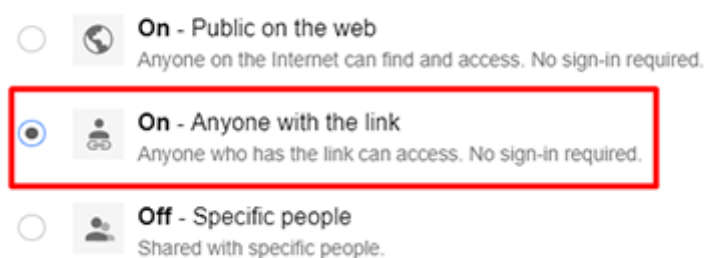 On - Public on the web
Anyone on the Internet can find and access. No sign-in required.
On - Anyone with the link
Anyone who has the link can access. No sign-in required.
Off - Specific people
Shared with specific people.